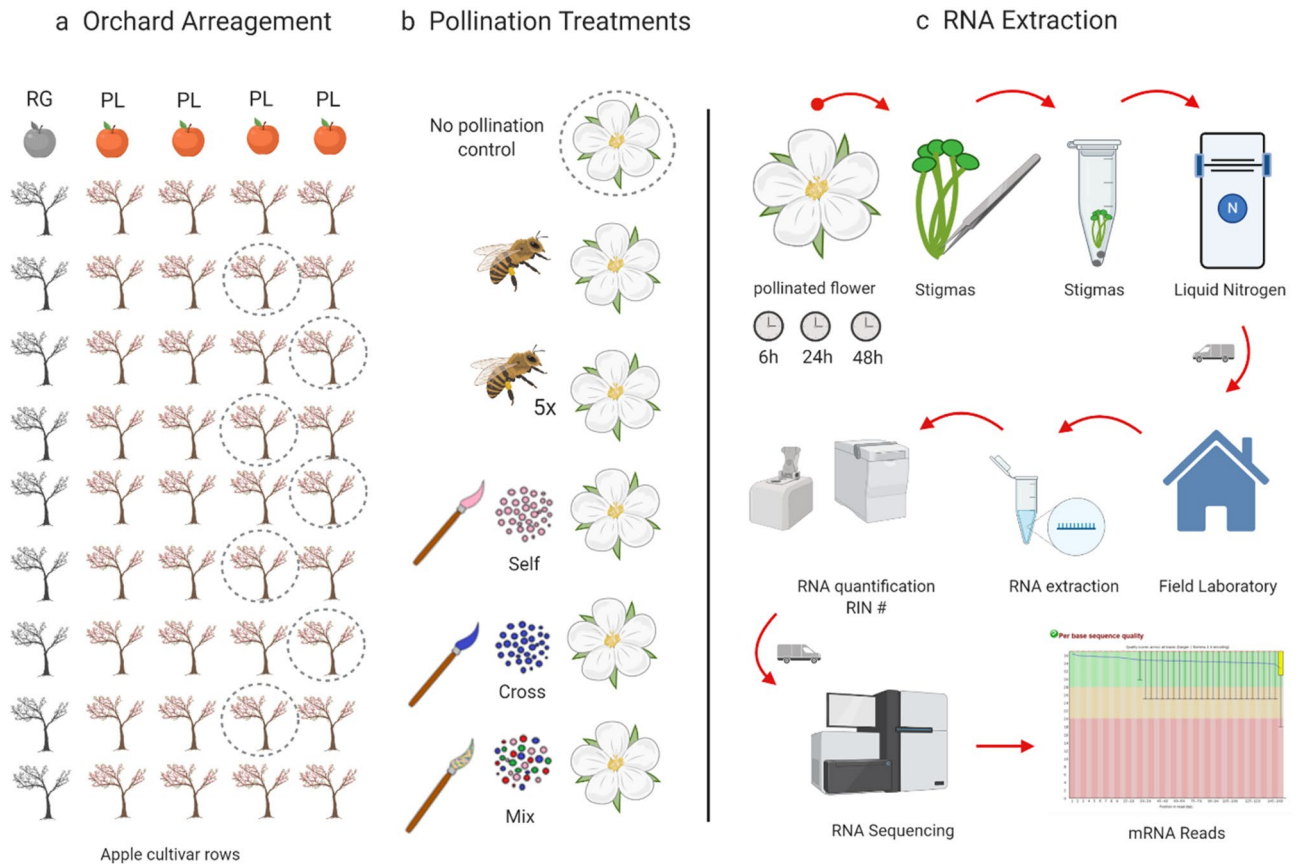 a Orchard Arreagement
RG
PL
PL
PL
PL
Apple cultivar rows
b Pollination Treatments
No pollination
control
5x
Self
Cross
Mix
c RNA Extraction
pollinated flower
6h
24h
48h
Stigmas
Stigmas
N
Liquid Nitrogen
Field Laboratory
RNA extraction
RNA quantification
RIN #
RNA Sequencing
Per base sequence quality
mRNA Reads